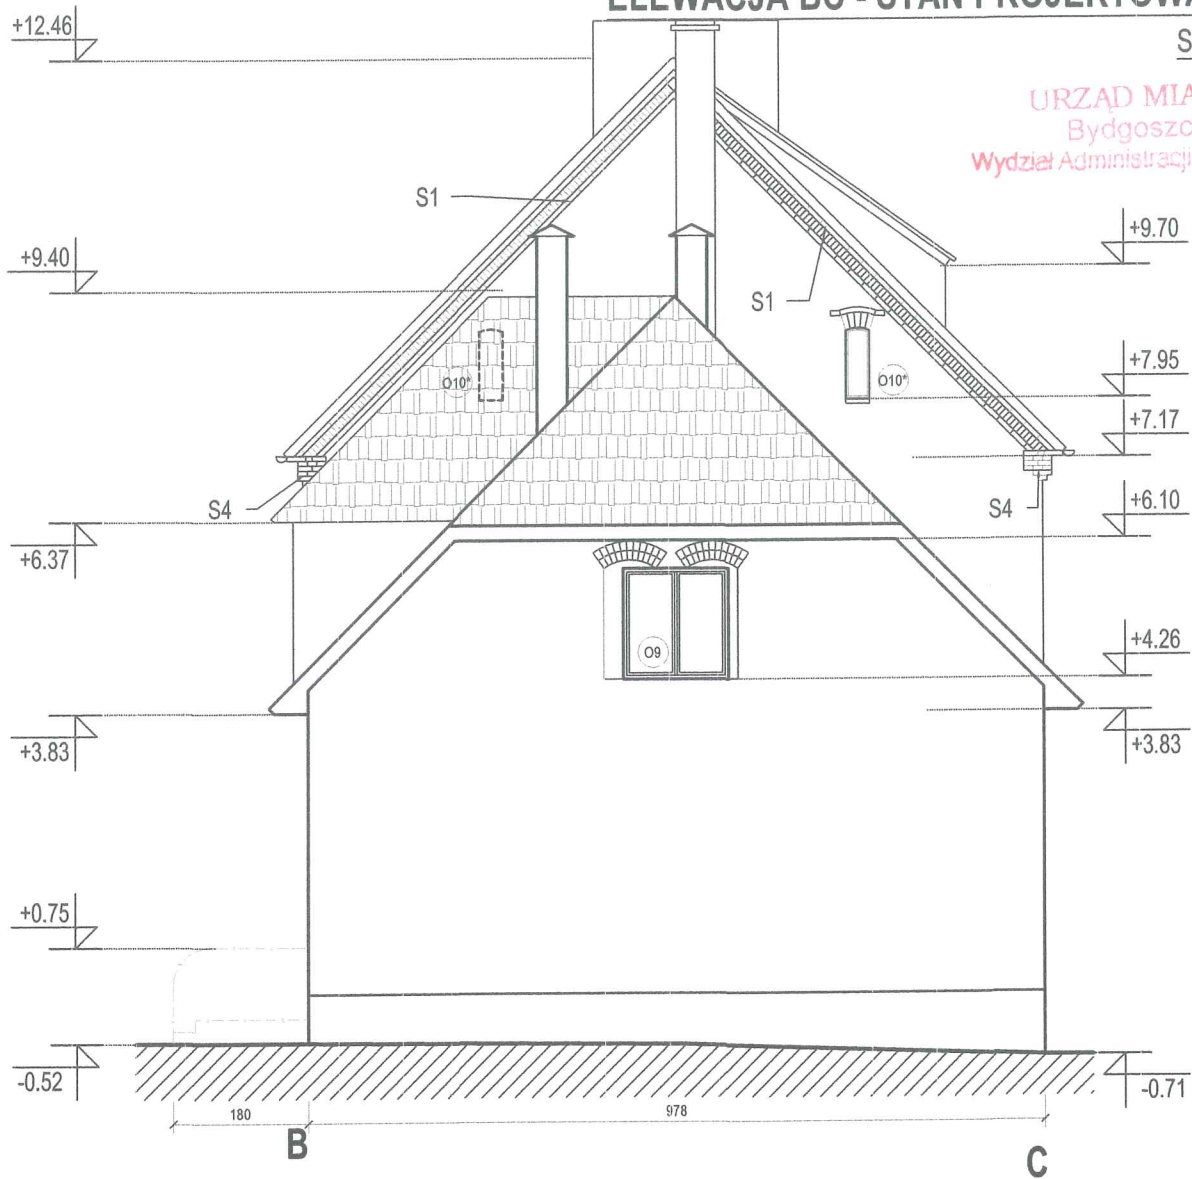 +12.46
S
URZĄD MIA
Bydgoszc
Wydział Administracji
S1
+9.70
+9.40
S1
O10*
O10*
+7.95
+7.17
S4
S4
+6.10
+6.37
O9
+4.26
+3.83
+3.83
+0.75
-0.52
-0.71
180
978
B
C